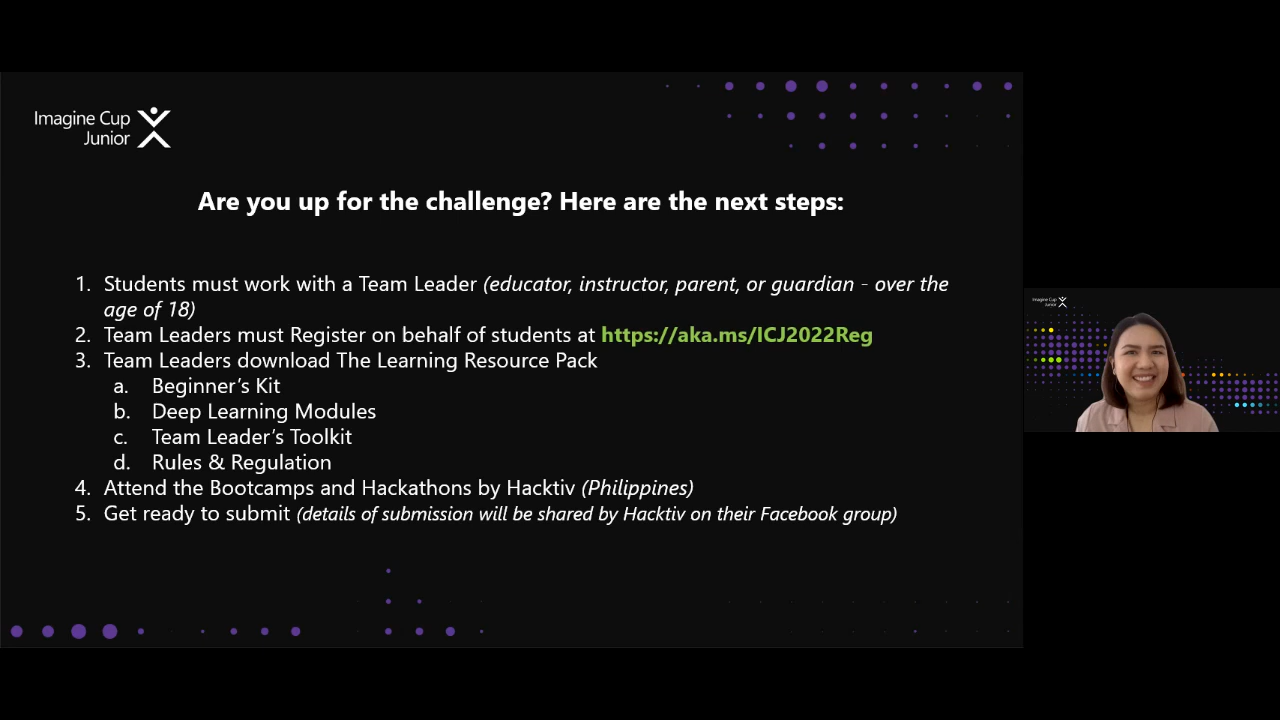 Imagine Cup
Junior
Are you up for the challenge? Here are the next steps:
1. Students must work with a Team Leader (educator, instructor, parent, or guardian - over the
age of 18)
2. Team Leaders must Register on behalf of students at https://aka.ms/ICJ2022Reg
3. Team Leaders download The Learning Resource Pack
a. Beginner's Kit
b. Deep Learning Modules
c. Team Leader's Toolkit
d. Rules & Regulation
4. Attend the Bootcamps and Hackathons by Hacktiv (Philippines)
5. Get ready to submit (details of submission will be shared by Hacktiv on their Facebook group)
Imagine Cup
Junior